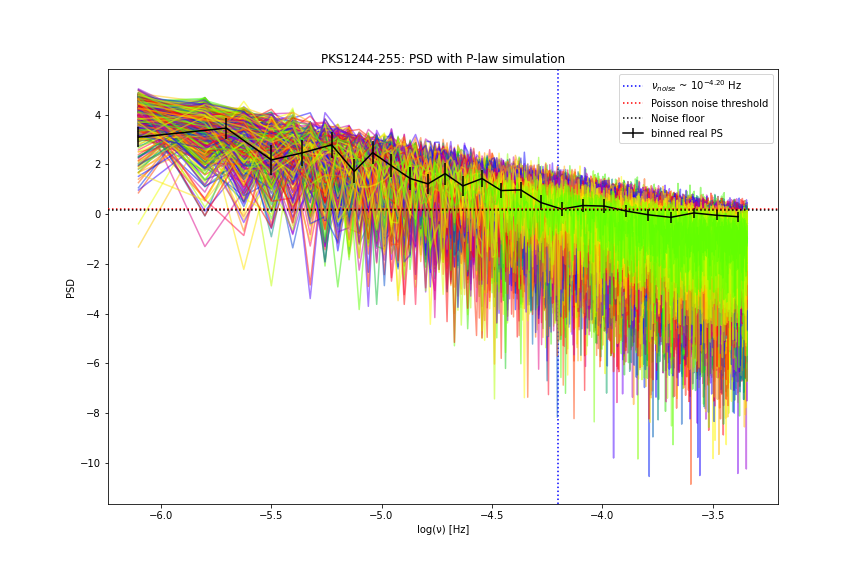 PKS1244-255: PSD with P-law simulation
ν_noise ~ 10^−4.20 Hz
Poisson noise threshold
Noise floor
binned real PS
4
2
0
−2
−4
−6
−8
−10
PSD
−6.0 −5.5 −5.0 −4.5 −4.0 −3.5
log(ν) [Hz]